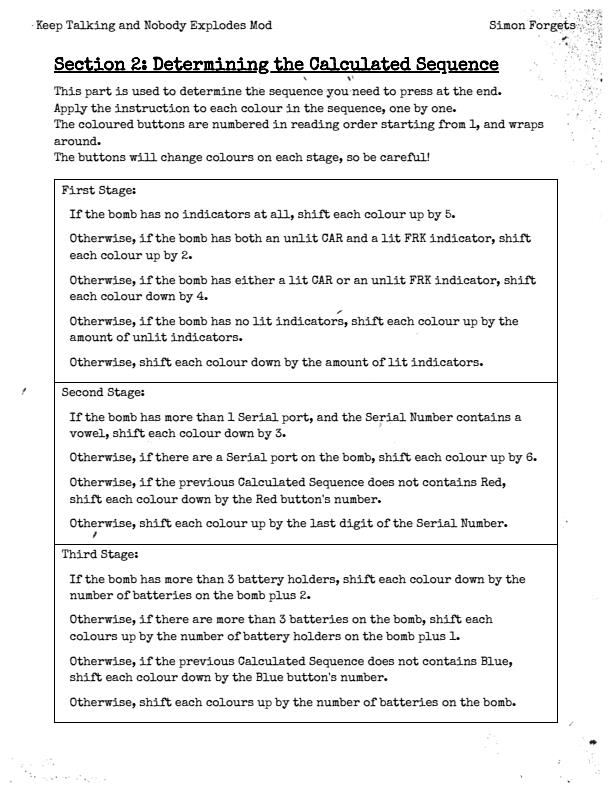 Keep Talking and Nobody Explodes Mod
Simon Forgets
Section 2: Determining the Calculated Sequence
This part is used to determine the sequence you need to press at the end.
Apply the instruction to each colour in the sequence, one by one.
The coloured buttons are numbered in reading order starting from 1, and wraps
around.
The buttons will change colours on each stage, so be careful!
First Stage:
If the bomb has no indicators at all, shift each colour up by 5.
Otherwise, if the bomb has both an unlit CAR and a lit FRK indicator, shift
each colour up by 2.
Otherwise, if the bomb has either a lit CAR or an unlit FRK indicator, shift
each colour down by 4.
Otherwise, if the bomb has no lit indicators, shift each colour up by the
amount of unlit indicators.
Otherwise, shift each colour down by the amount of lit indicators.
Second Stage:
If the bomb has more than 1 Serial port, and the Serial Number contains a
vowel, shift each colour down by 3.
Otherwise, if there are a Serial port on the bomb, shift each colour up by 6.
Otherwise, if the previous Calculated Sequence does not contains Red,
shift each colour down by the Red button's number.
Otherwise, shift each colour up by the last digit of the Serial Number.
Third Stage:
If the bomb has more than 3 battery holders, shift each colour down by the
number of batteries on the bomb plus 2.
Otherwise, if there are more than 3 batteries on the bomb, shift each
colours up by the number of battery holders on the bomb plus 1.
Otherwise, if the previous Calculated Sequence does not contains Blue,
shift each colour down by the Blue button's number.
Otherwise, shift each colours up by the number of batteries on the bomb.